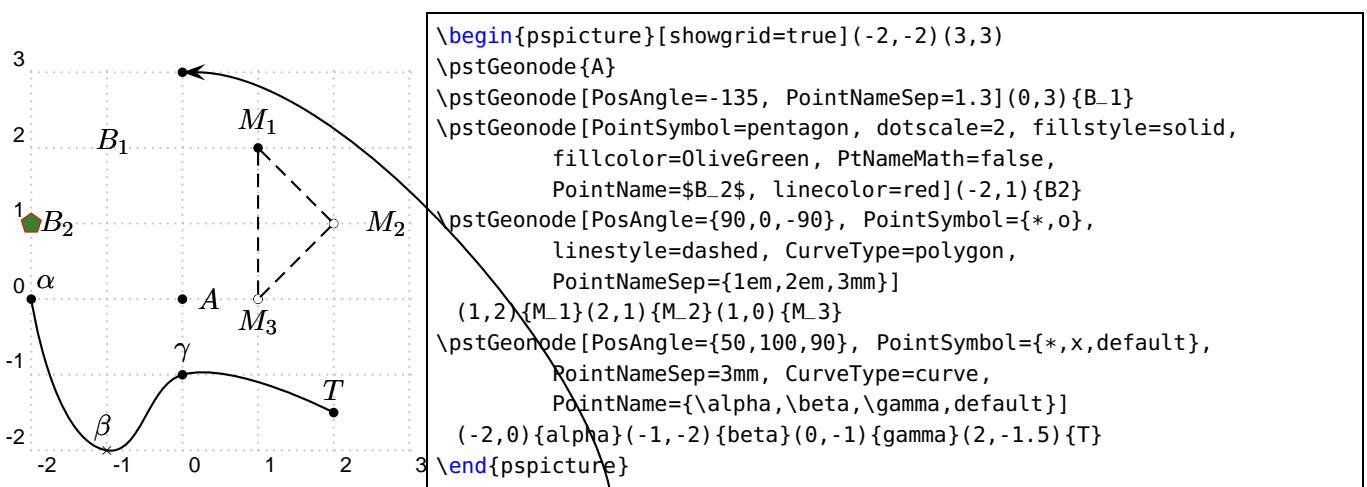 3
2
1
0
-1
-2
-2 -1 0 1 2 3
B₁
M₁
B₂
M₂
α
A
M₃
γ
T
β
\begin{pspicture}[showgrid=true](-2,-2)(3,3)
\pstGeonode{A}
\pstGeonode[PosAngle=-135, PointNameSep=1.3](0,3){B_1}
\pstGeonode[PointSymbol=pentagon, dotscale=2, fillstyle=solid,
fillcolor=OliveGreen, PtNameMath=false,
PointName=$B_2$, linecolor=red](-2,1){B2}
\pstGeonode[PosAngle={90,0,-90}, PointSymbol={*,o},
linestyle=dashed, CurveType=polygon,
PointNameSep={1em,2em,3mm}]
(1,2){M_1}(2,1){M_2}(1,0){M_3}
\pstGeonode[PosAngle={50,100,90}, PointSymbol={*,x,default},
PointNameSep=3mm, CurveType=curve,
PointName={\alpha,\beta,\gamma,default}]
(-2,0){alpha}(-1,-2){beta}(0,-1){gamma}(2,-1.5){T}
\end{pspicture}